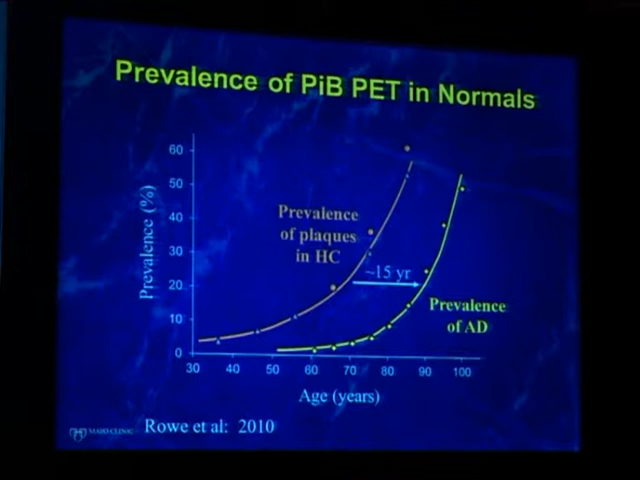 Prevalence of PiB PET in Normals
Prevalence (%)
60
50
40
30
20
10
0
Prevalence
of plaques
in HC
~15 yr
Prevalence
of AD
30 40 50 60 70 80 90 100
Age (years)
MAYO CLINIC
Rowe et al: 2010